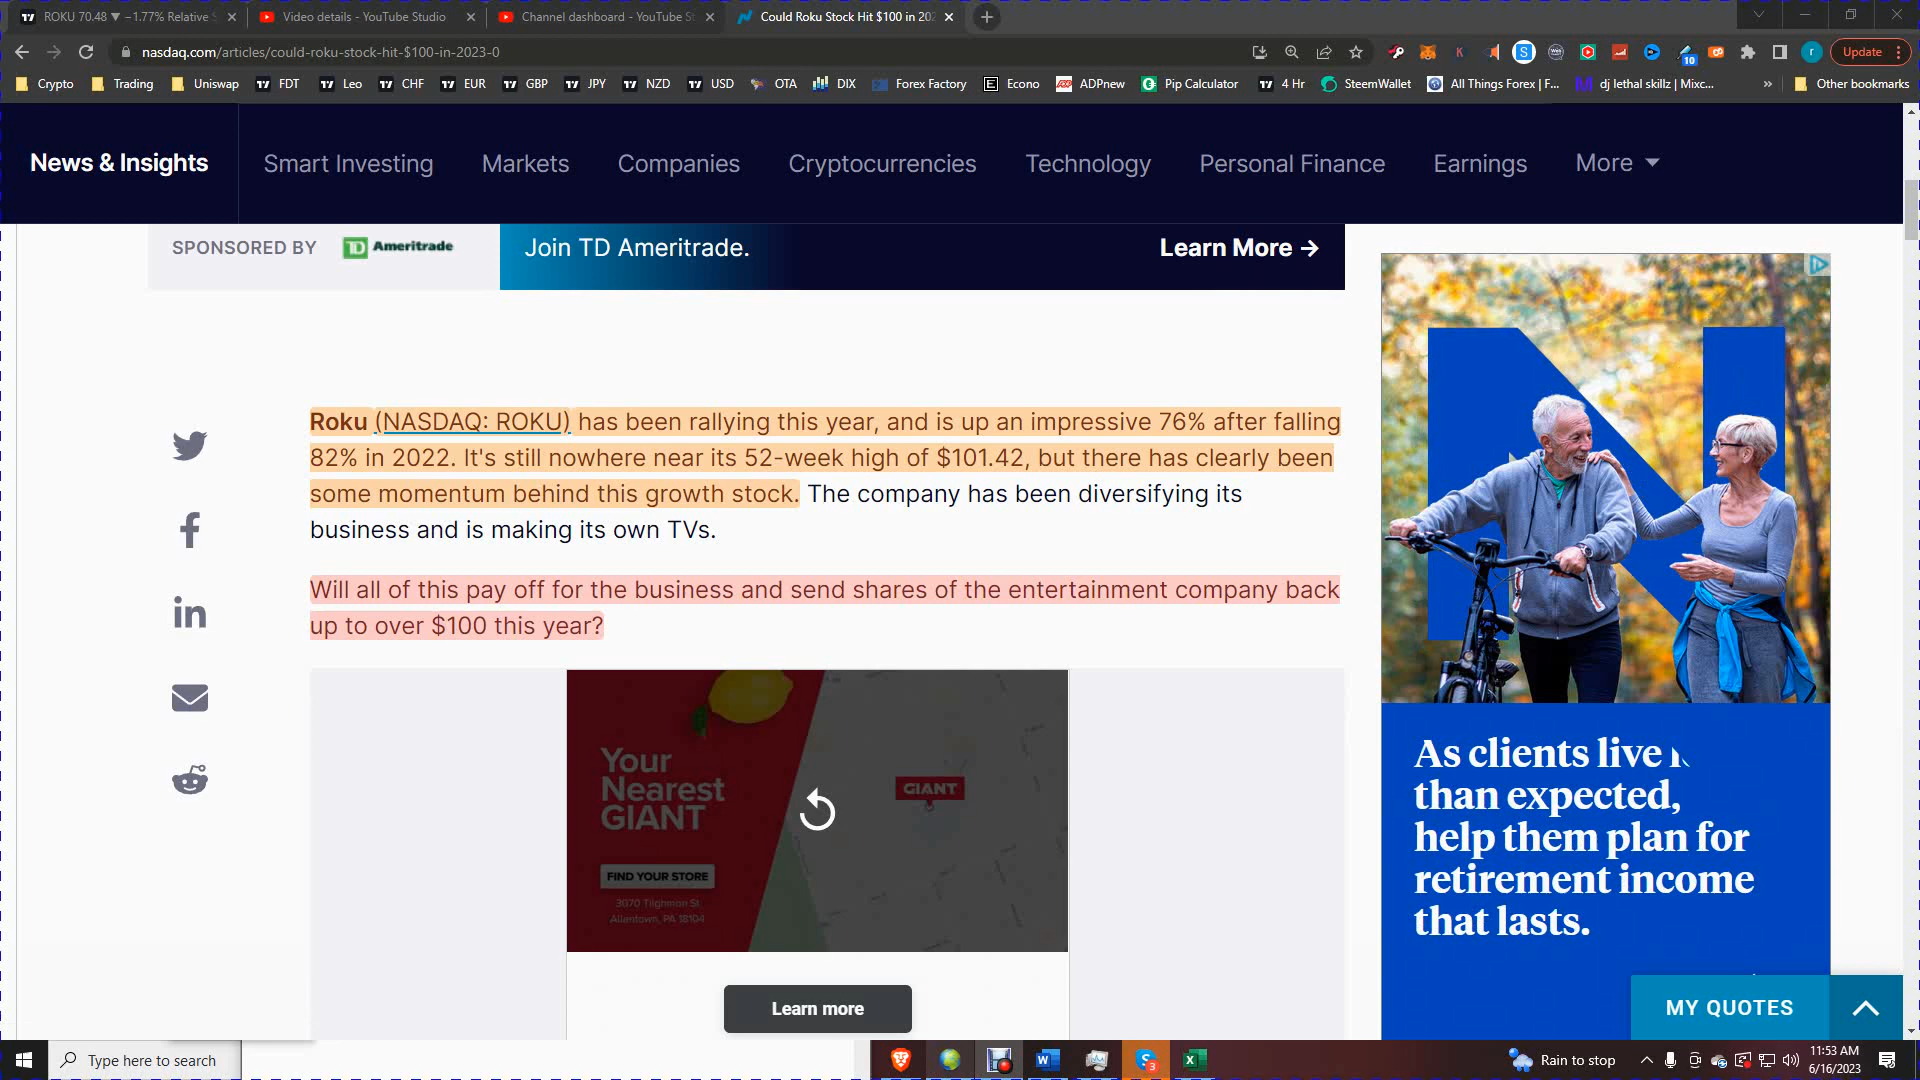 ROKU 70.48 ▼ −1.77% Relative S
Video details - YouTube Studio
Channel dashboard - YouTube St
Could Roku Stock Hit $100 in 202
nasdaq.com/articles/could-roku-stock-hit-$100-in-2023-0
Update
Crypto
Trading
Uniswap
FDT
Leo
CHF
EUR
GBP
JPY
NZD
USD
OTA
DIX
Forex Factory
Econo
ADPnew
Pip Calculator
4 Hr
SteemWallet
All Things Forex | F...
dj lethal skillz | Mixc...
»
Other bookmarks
News & Insights
Smart Investing
Markets
Companies
Cryptocurrencies
Technology
Personal Finance
Earnings
More
SPONSORED BY
TD Ameritrade
Join TD Ameritrade.
Learn More →
Roku (NASDAQ: ROKU) has been rallying this year, and is up an impressive 76% after falling
82% in 2022. It's still nowhere near its 52-week high of $101.42, but there has clearly been
some momentum behind this growth stock. The company has been diversifying its
business and is making its own TVs.
Will all of this pay off for the business and send shares of the entertainment company back
up to over $100 this year?
Your
Nearest
GIANT
GIANT
FIND YOUR STORE
3070 Tilghman St
Allentown, PA 18104
Learn more
As clients live
than expected,
help them plan for
retirement income
that lasts.
MY QUOTES
Type here to search
Rain to stop
11:53 AM
6/16/2023